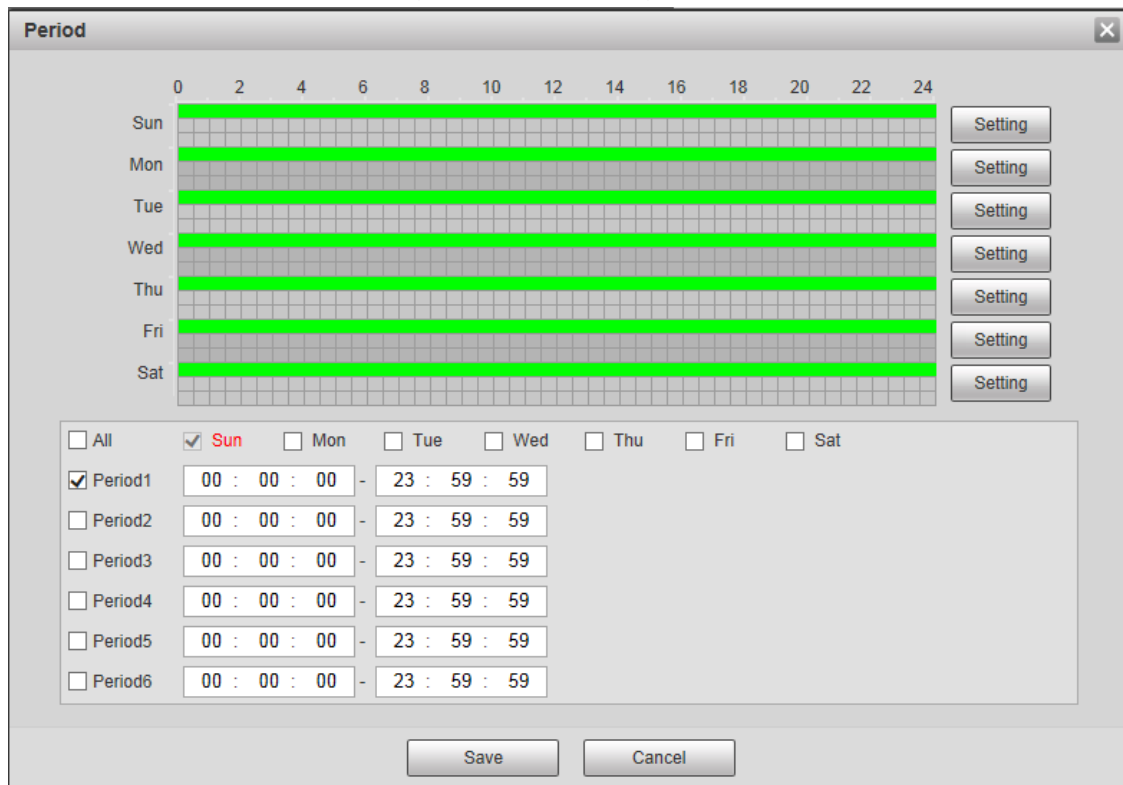 Period
0 2 4 6 8 10 12 14 16 18 20 22 24
Sun Setting
Mon Setting
Tue Setting
Wed Setting
Thu Setting
Fri Setting
Sat Setting
All Sun Mon Tue Wed Thu Fri Sat
Period1 00 : 00 : 00 - 23 : 59 : 59
Period2 00 : 00 : 00 - 23 : 59 : 59
Period3 00 : 00 : 00 - 23 : 59 : 59
Period4 00 : 00 : 00 - 23 : 59 : 59
Period5 00 : 00 : 00 - 23 : 59 : 59
Period6 00 : 00 : 00 - 23 : 59 : 59
Save Cancel